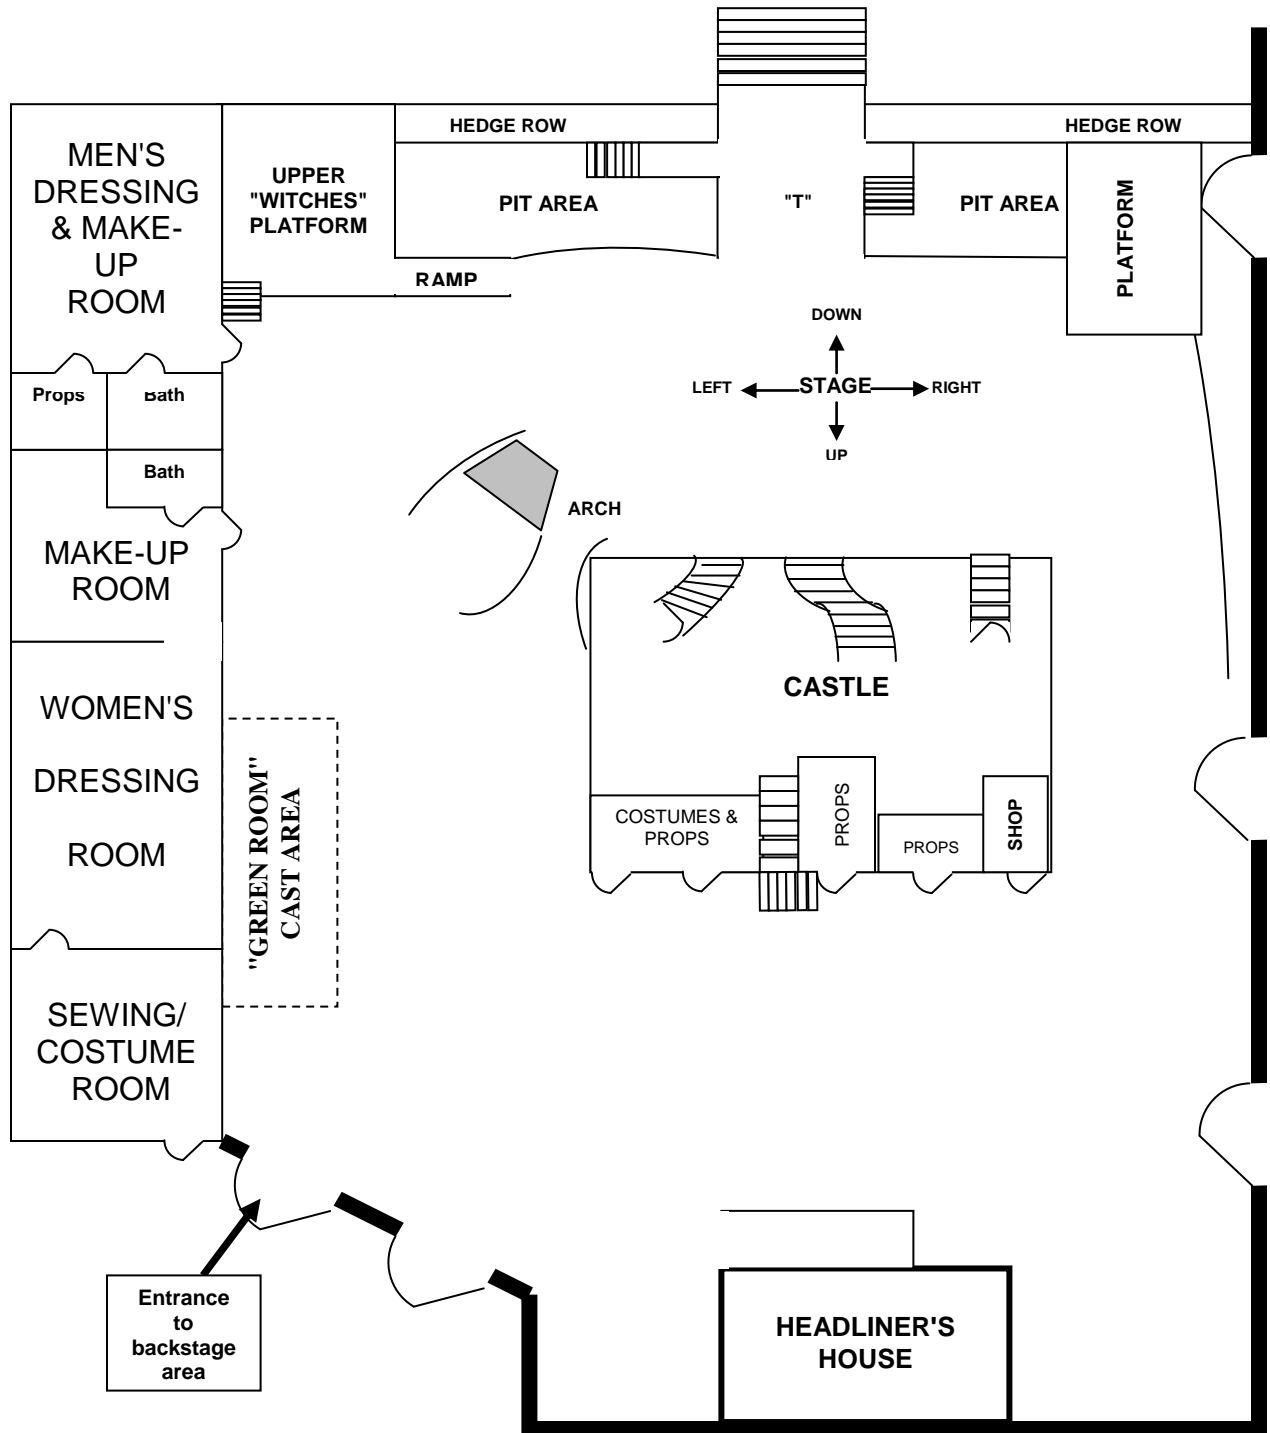 HEDGE ROW
HEDGE ROW
MEN'S
DRESSING
& MAKE-
UP
ROOM
UPPER
"WITCHES"
PLATFORM
PIT AREA
"T"
PIT AREA
PLATFORM
RAMP
DOWN
LEFT
STAGE
RIGHT
UP
Props
Bath
Bath
ARCH
MAKE-UP
ROOM
CASTLE
WOMEN'S
DRESSING
ROOM
"GREEN ROOM"
CAST AREA
COSTUMES &
PROPS
PROPS
PROPS
SHOP
SEWING/
COSTUME
ROOM
Entrance
to
backstage
area
HEADLINER'S
HOUSE